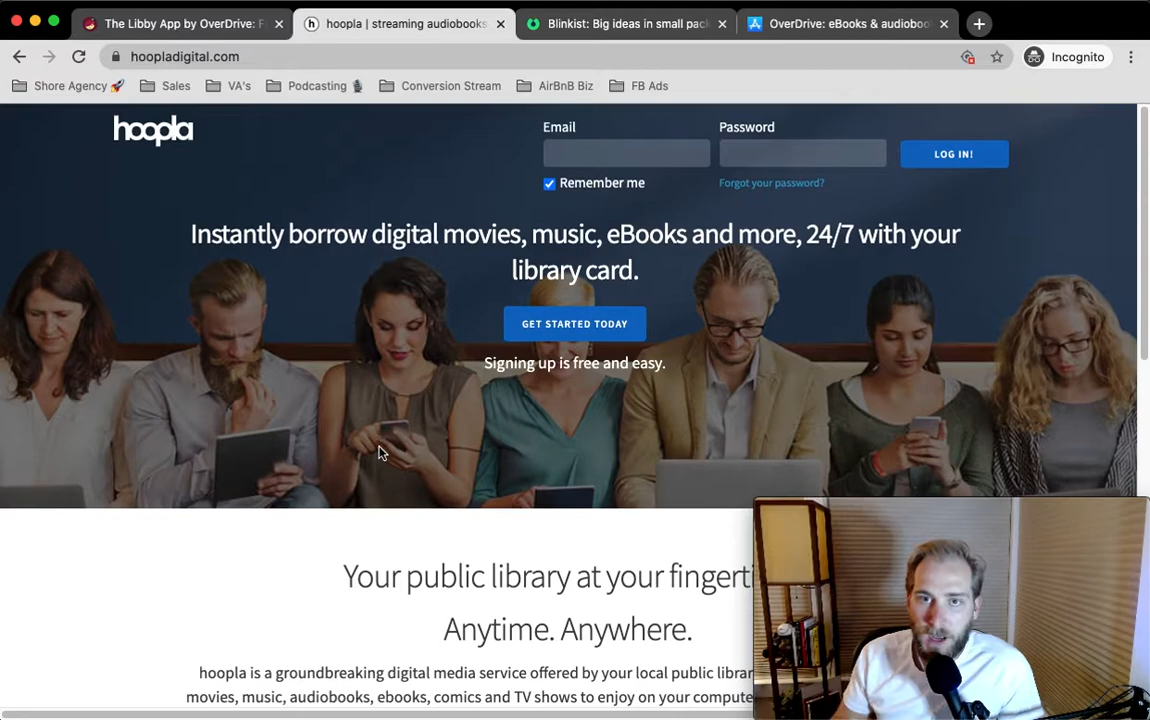 The Libby App by OverDrive: F
hoopla | streaming audiobooks
Blinkist: Big ideas in small pack
OverDrive: eBooks & audioboo
hoopladigital.com
Incognito
Shore Agency 🚀
Sales
VA's
Podcasting 🎙️
Conversion Stream
AirBnB Biz
FB Ads
hoopla
Email
Password
LOG IN!
Remember me
Forgot your password?
Instantly borrow digital movies, music, eBooks and more, 24/7 with your
library card.
GET STARTED TODAY
Signing up is free and easy.
Your public library at your fingerti
Anytime. Anywhere.
hoopla is a groundbreaking digital media service offered by your local public librar
movies, music, audiobooks, ebooks, comics and TV shows to enjoy on your compute